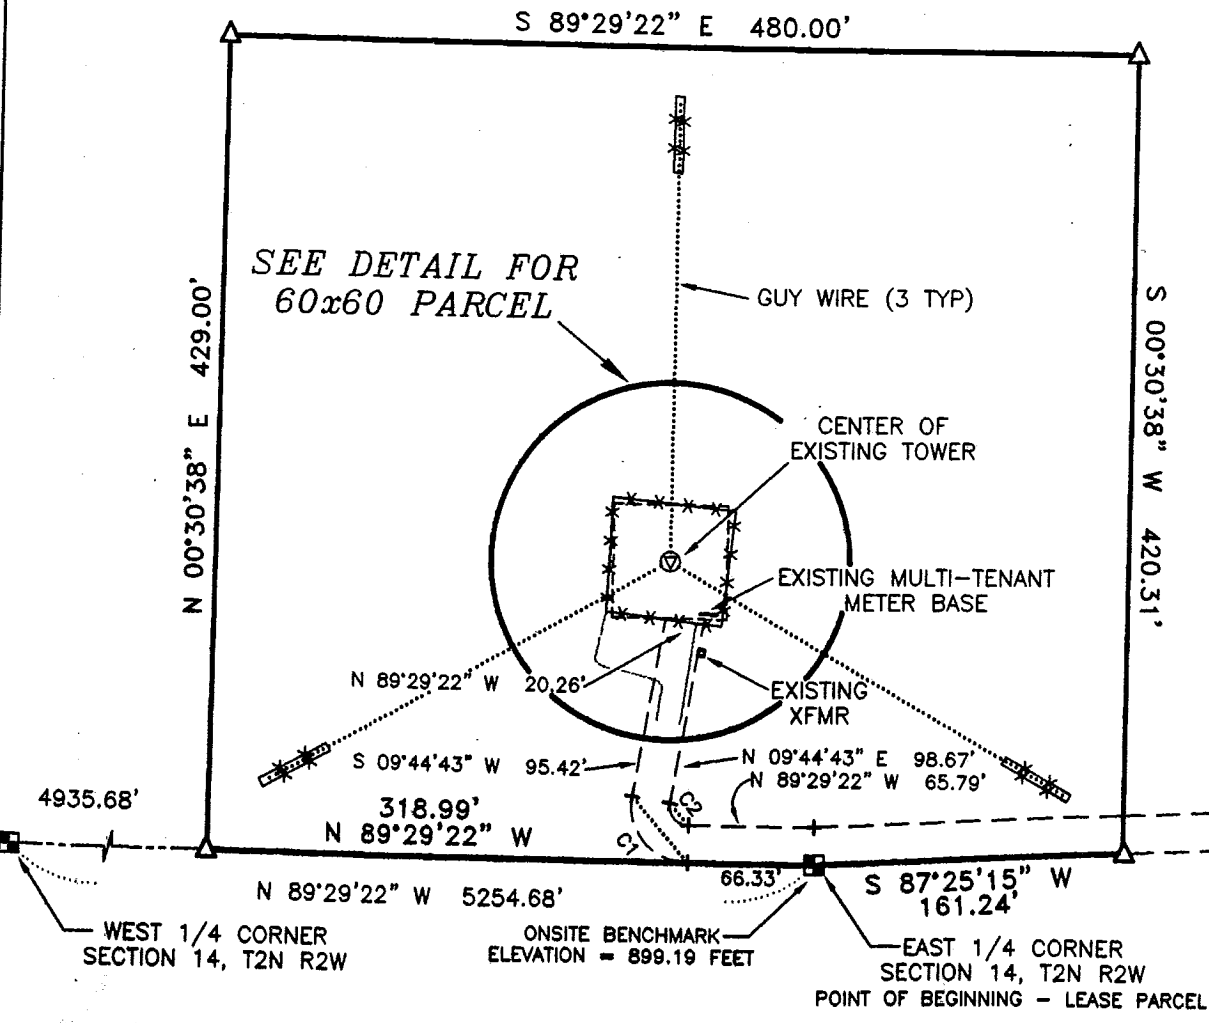 S 89°29'22" E 480.00'
SEE DETAIL FOR
60x60 PARCEL
GUY WIRE (3 TYP)
N 00°30'38" E 429.00'
S 00°30'38" W 420.31'
CENTER OF
EXISTING TOWER
EXISTING MULTI-TENANT
METER BASE
N 89°29'22" W 20.26'
EXISTING
XFMR
S 09°44'43" W 95.42'
N 09°44'43" E 98.67'
N 89°29'22" W 65.79'
4935.68'
318.99'
N 89°29'22" W
C2
C1
66.33'
S 87°25'15" W
161.24'
N 89°29'22" W 5254.68'
WEST 1/4 CORNER
SECTION 14, T2N R2W
ONSITE BENCHMARK
ELEVATION = 899.19 FEET
EAST 1/4 CORNER
SECTION 14, T2N R2W
POINT OF BEGINNING - LEASE PARCEL